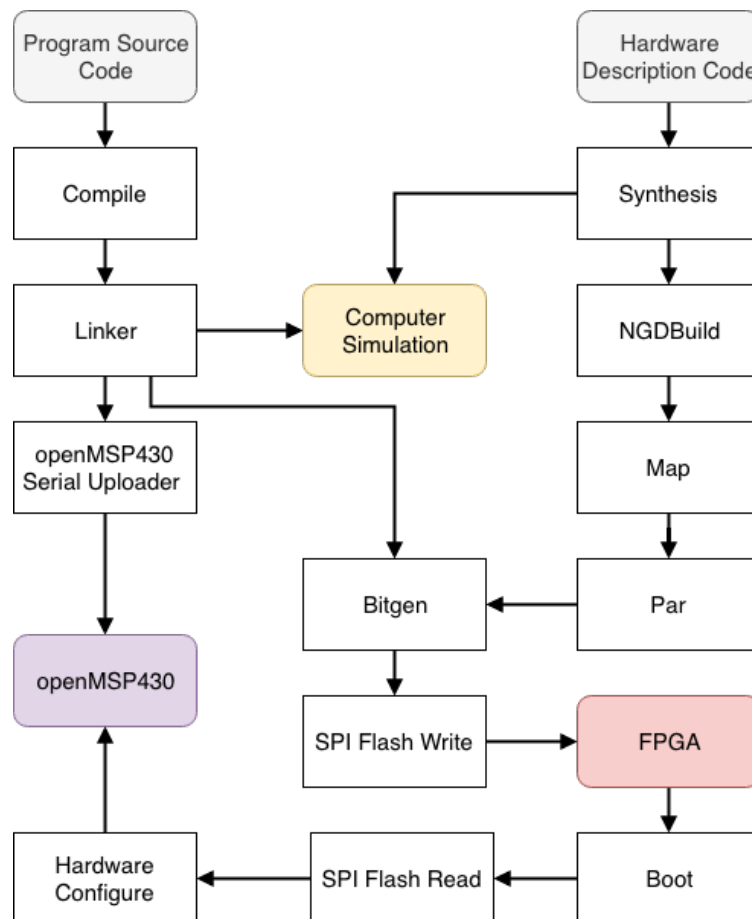 Program Source
Code
Hardware
Description Code
Compile
Synthesis
Linker
Computer
Simulation
NGDBuild
openMSP430
Serial Uploader
Map
Bitgen
Par
openMSP430
SPI Flash Write
FPGA
Hardware
Configure
SPI Flash Read
Boot